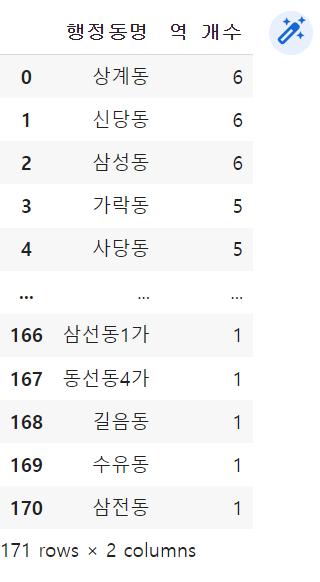 행정동명 역 개수
0 상계동 6
1 신당동 6
2 삼성동 6
3 가락동 5
4 사당동 5
... ... ...
166 삼선동1가 1
167 동선동4가 1
168 길음동 1
169 수유동 1
170 삼전동 1
171 rows × 2 columns